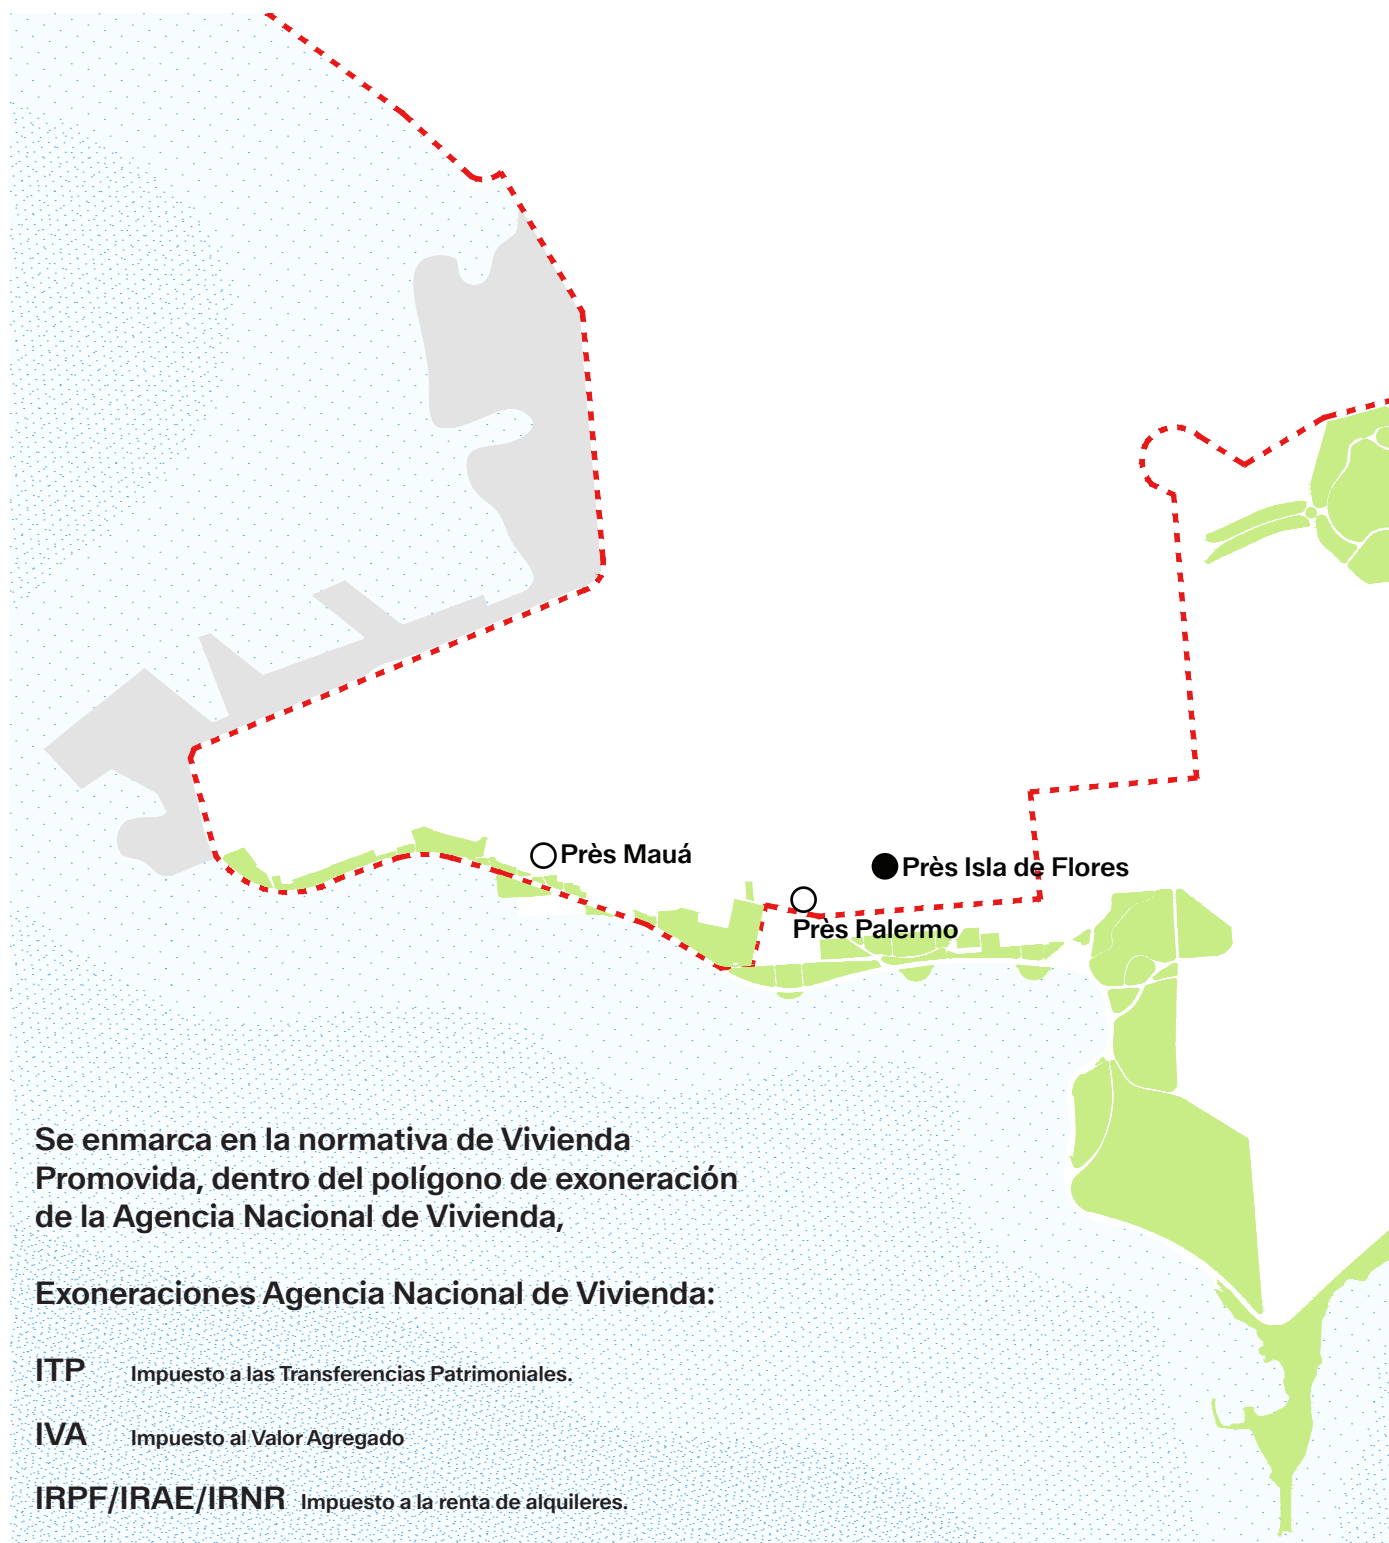 Près Mauá
Près Isla de Flores
Près Palermo
Se enmarca en la normativa de Vivienda
Promovida, dentro del polígono de exoneración
de la Agencia Nacional de Vivienda,
Exoneraciones Agencia Nacional de Vivienda:
ITP Impuesto a las Transferencias Patrimoniales.
IVA Impuesto al Valor Agregado
IRPF/IRAE/IRNR Impuesto a la renta de alquileres.